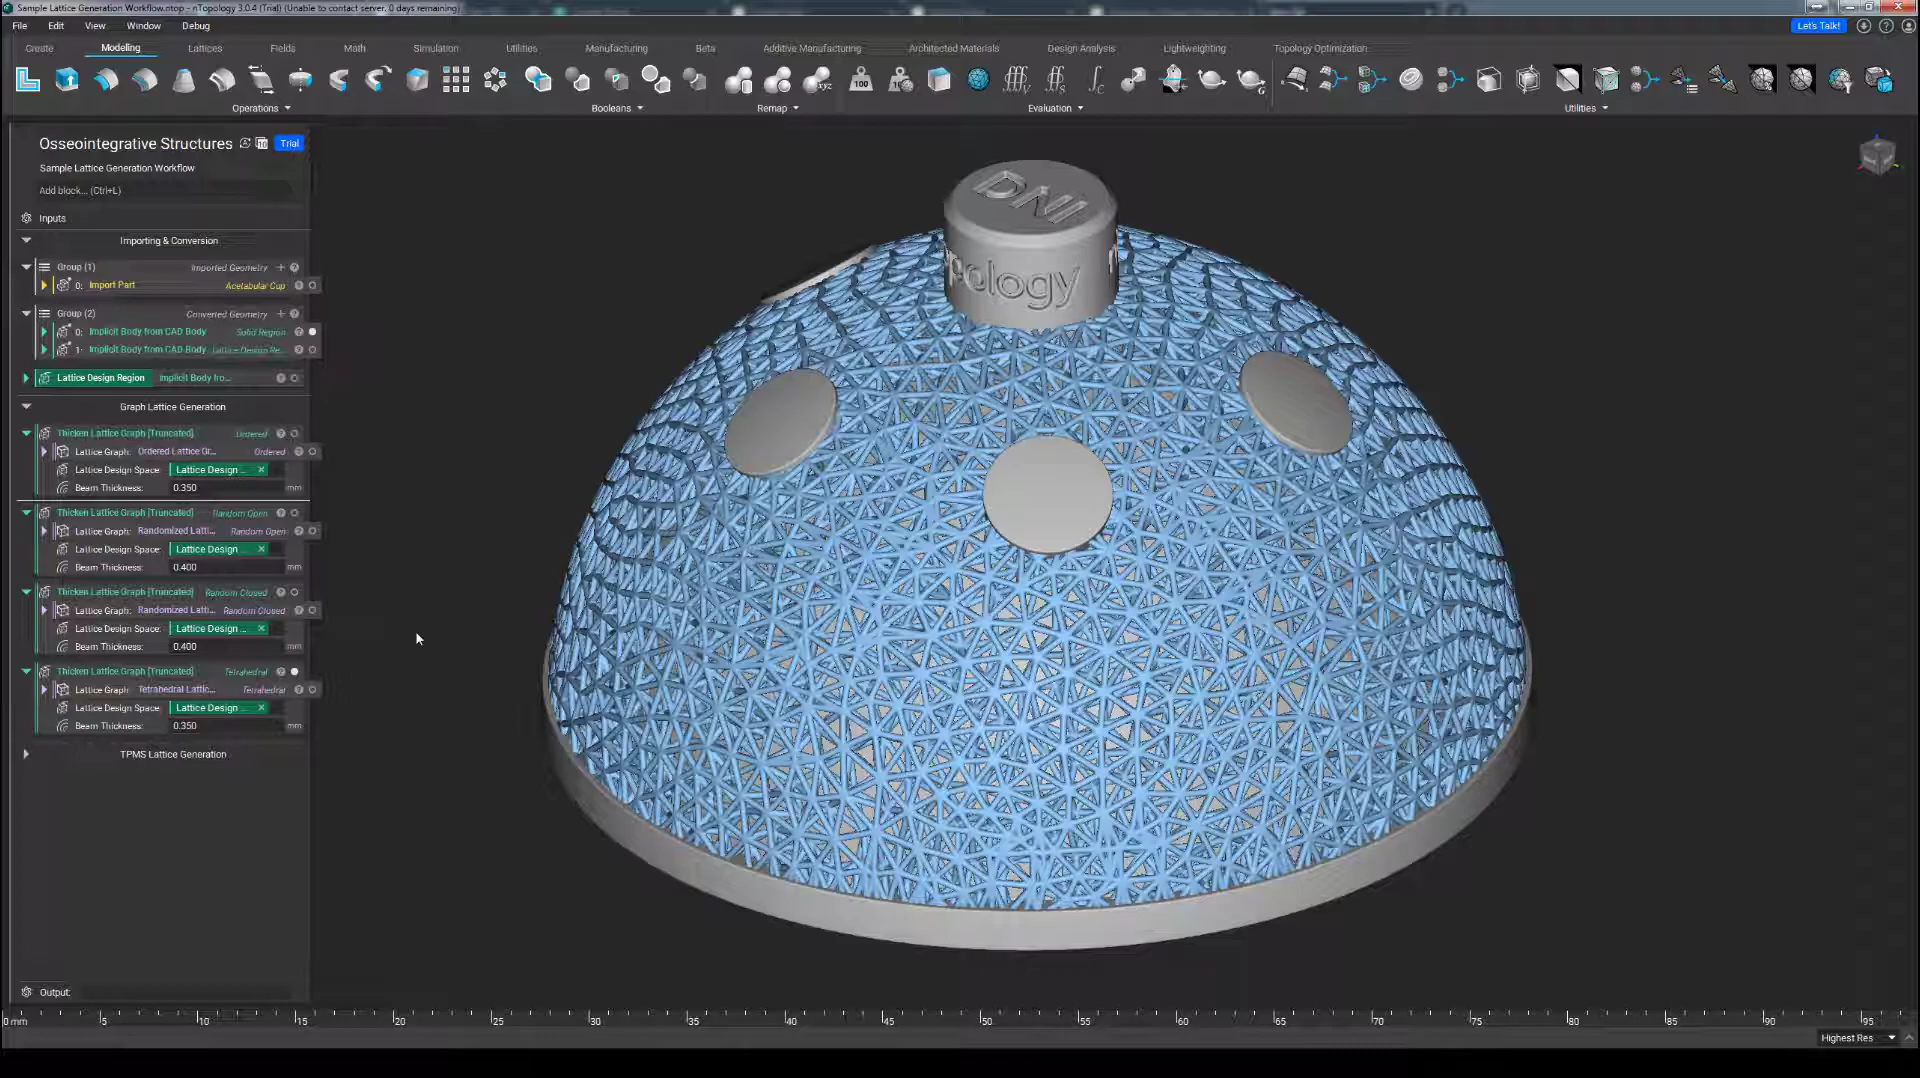 Sample Lattice Generation Workflow.ntop - nTopology 3.0.4 (Trial) (Unable to contact server, 0 days remaining)
File Edit View Window Debug
Let's Talk!
Create Modeling Lattices Fields Math Simulation Utilities Manufacturing Beta Additive Manufacturing Architected Materials Design Analysis Lightweighting Topology Optimization
Operations Booleans Remap Evaluation Utilities
Osseointegrative Structures Trial
Sample Lattice Generation Workflow
Add block... (Ctrl+L)
Inputs
Importing & Conversion
Group (1) Imported Geometry
0: Import Part Acetabular Cup
Group (2) Converted Geometry
0: Implicit Body from CAD Body Solid Region
1: Implicit Body from CAD Body Lattice Design Re...
Lattice Design Region Implicit Body fro...
Graph Lattice Generation
Thicken Lattice Graph [Truncated] Ordered
Lattice Graph: Ordered Lattice Gr... Ordered
Lattice Design Space: Lattice Design ...
Beam Thickness: 0.350 mm
Thicken Lattice Graph [Truncated] Random Open
Lattice Graph: Randomized Latti... Random Open
Lattice Design Space: Lattice Design ...
Beam Thickness: 0.400 mm
Thicken Lattice Graph [Truncated] Random Closed
Lattice Graph: Randomized Latti... Random Closed
Lattice Design Space: Lattice Design ...
Beam Thickness: 0.400 mm
Thicken Lattice Graph [Truncated] Tetrahedral
Lattice Graph: Tetrahedral Lattic... Tetrahedral
Lattice Design Space: Lattice Design ...
Beam Thickness: 0.350 mm
TPMS Lattice Generation
Output:
DNI
pology
0 mm 5 10 15 20 25 30 35 40 45 50 55 60 65 70 75 80 85 90 95
Highest Res